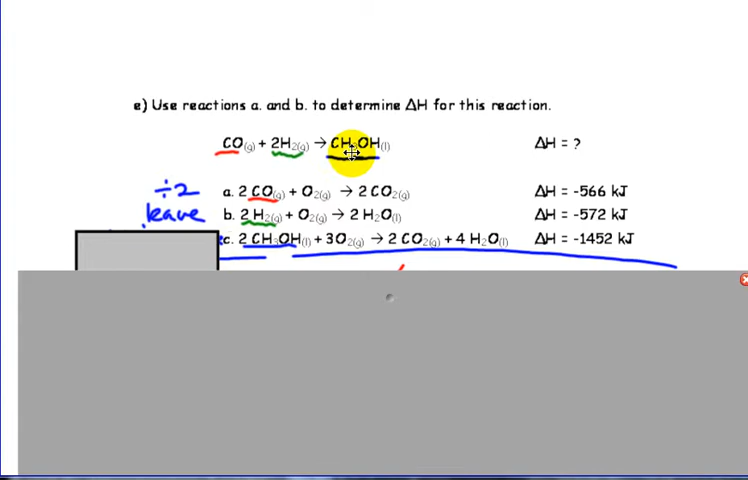 e) Use reactions a. and b. to determine ΔH for this reaction.
CO(g) + 2H2(g) → CH3OH(l) ΔH = ?
÷2 a. 2 CO(g) + O2(g) → 2 CO2(g) ΔH = -566 kJ
leave b. 2 H2(g) + O2(g) → 2 H2O(l) ΔH = -572 kJ
c. 2 CH3OH(l) + 3O2(g) → 2 CO2(g) + 4 H2O(l) ΔH = -1452 kJ